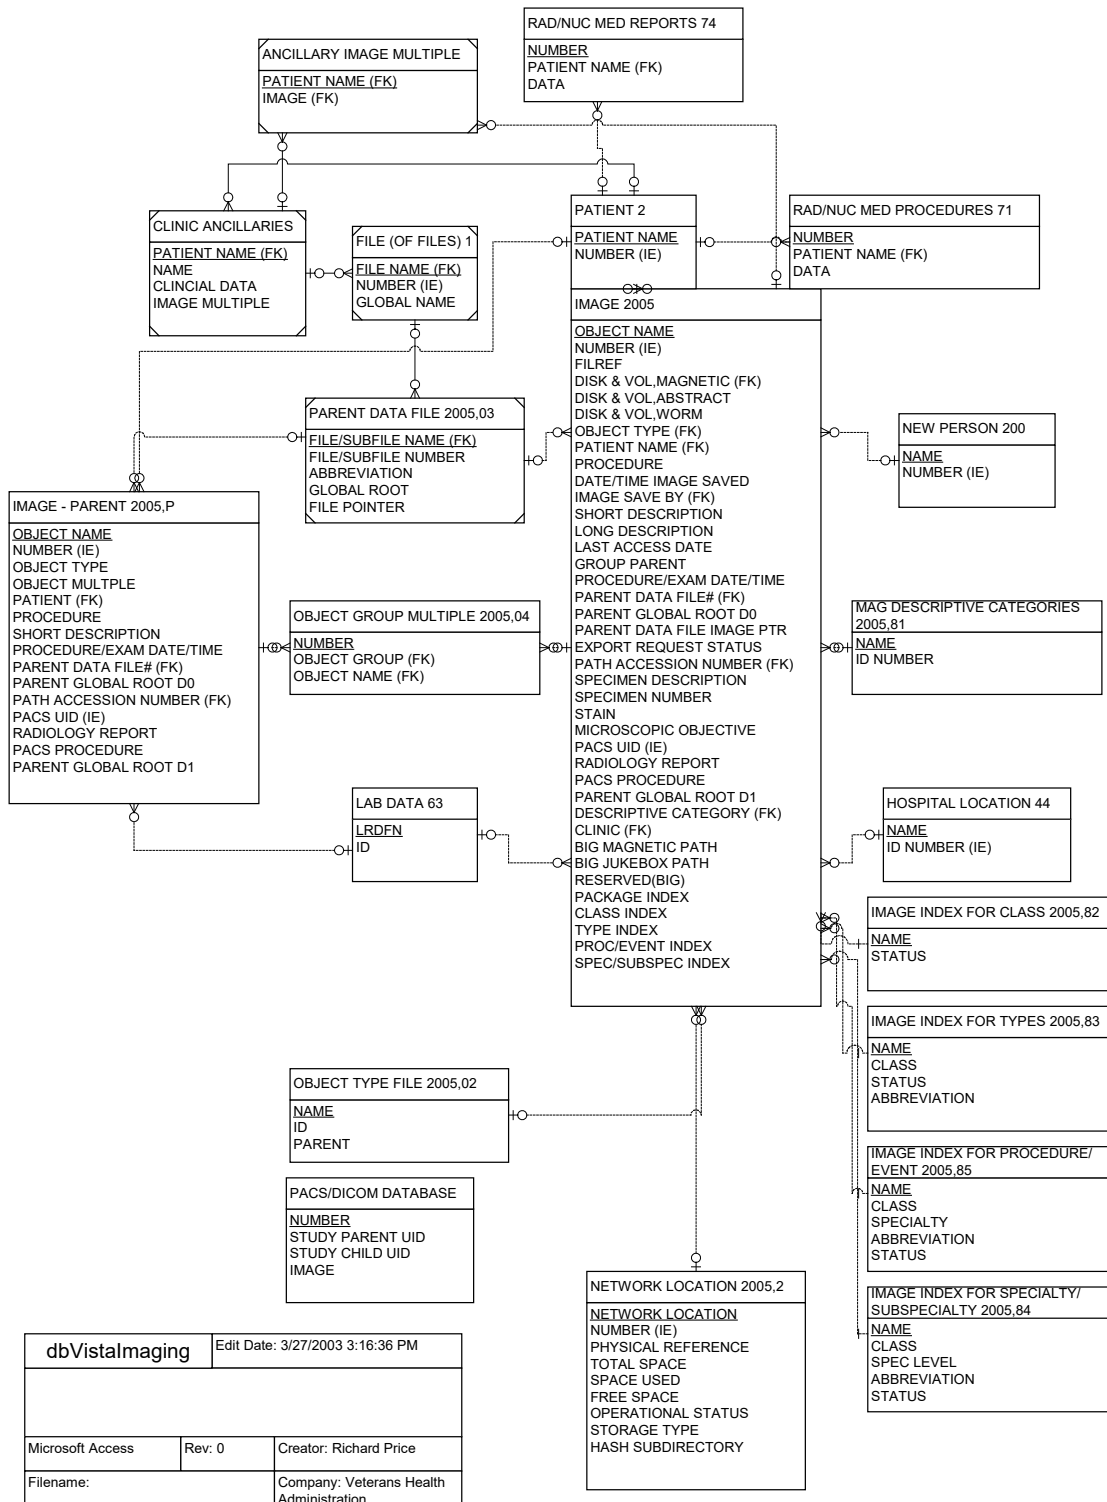 RAD/NUC MED REPORTS 74
NUMBER
PATIENT NAME (FK)
DATA
ANCILLARY IMAGE MULTIPLE
PATIENT NAME (FK)
IMAGE (FK)
CLINIC ANCILLARIES
PATIENT NAME (FK)
NAME
CLINCIAL DATA
IMAGE MULTIPLE
FILE (OF FILES) 1
FILE NAME (FK)
NUMBER (IE)
GLOBAL NAME
PATIENT 2
PATIENT NAME
NUMBER (IE)
RAD/NUC MED PROCEDURES 71
NUMBER
PATIENT NAME (FK)
DATA
IMAGE 2005
OBJECT NAME
NUMBER (IE)
FILREF
DISK & VOL,MAGNETIC (FK)
DISK & VOL,ABSTRACT
DISK & VOL,WORM
OBJECT TYPE (FK)
PATIENT NAME (FK)
PROCEDURE
DATE/TIME IMAGE SAVED
IMAGE SAVE BY (FK)
SHORT DESCRIPTION
LONG DESCRIPTION
LAST ACCESS DATE
GROUP PARENT
PROCEDURE/EXAM DATE/TIME
PARENT DATA FILE# (FK)
PARENT GLOBAL ROOT D0
PARENT DATA FILE IMAGE PTR
EXPORT REQUEST STATUS
PATH ACCESSION NUMBER (FK)
SPECIMEN DESCRIPTION
SPECIMEN NUMBER
STAIN
MICROSCOPIC OBJECTIVE
PACS UID (IE)
RADIOLOGY REPORT
PACS PROCEDURE
PARENT GLOBAL ROOT D1
DESCRIPTIVE CATEGORY (FK)
CLINIC (FK)
BIG MAGNETIC PATH
BIG JUKEBOX PATH
RESERVED(BIG)
PACKAGE INDEX
CLASS INDEX
TYPE INDEX
PROC/EVENT INDEX
SPEC/SUBSPEC INDEX
PARENT DATA FILE 2005,03
FILE/SUBFILE NAME (FK)
FILE/SUBFILE NUMBER
ABBREVIATION
GLOBAL ROOT
FILE POINTER
NEW PERSON 200
NAME
NUMBER (IE)
IMAGE - PARENT 2005,P
OBJECT NAME
NUMBER (IE)
OBJECT TYPE
OBJECT MULTPLE
PATIENT (FK)
PROCEDURE
SHORT DESCRIPTION
PROCEDURE/EXAM DATE/TIME
PARENT DATA FILE# (FK)
PARENT GLOBAL ROOT D0
PATH ACCESSION NUMBER (FK)
PACS UID (IE)
RADIOLOGY REPORT
PACS PROCEDURE
PARENT GLOBAL ROOT D1
OBJECT GROUP MULTIPLE 2005,04
NUMBER
OBJECT GROUP (FK)
OBJECT NAME (FK)
MAG DESCRIPTIVE CATEGORIES
2005,81
NAME
ID NUMBER
LAB DATA 63
LRDFN
ID
HOSPITAL LOCATION 44
NAME
ID NUMBER (IE)
IMAGE INDEX FOR CLASS 2005,82
NAME
STATUS
IMAGE INDEX FOR TYPES 2005,83
NAME
CLASS
STATUS
ABBREVIATION
OBJECT TYPE FILE 2005,02
NAME
ID
PARENT
IMAGE INDEX FOR PROCEDURE/
EVENT 2005,85
NAME
CLASS
SPECIALTY
ABBREVIATION
STATUS
PACS/DICOM DATABASE
NUMBER
STUDY PARENT UID
STUDY CHILD UID
IMAGE
NETWORK LOCATION 2005,2
NETWORK LOCATION
NUMBER (IE)
PHYSICAL REFERENCE
TOTAL SPACE
SPACE USED
FREE SPACE
OPERATIONAL STATUS
STORAGE TYPE
HASH SUBDIRECTORY
IMAGE INDEX FOR SPECIALTY/
SUBSPECIALTY 2005,84
NAME
CLASS
SPEC LEVEL
ABBREVIATION
STATUS
dbVistaImaging
Edit Date: 3/27/2003 3:16:36 PM
Microsoft Access
Rev: 0
Creator: Richard Price
Filename:
Company: Veterans Health
Administration